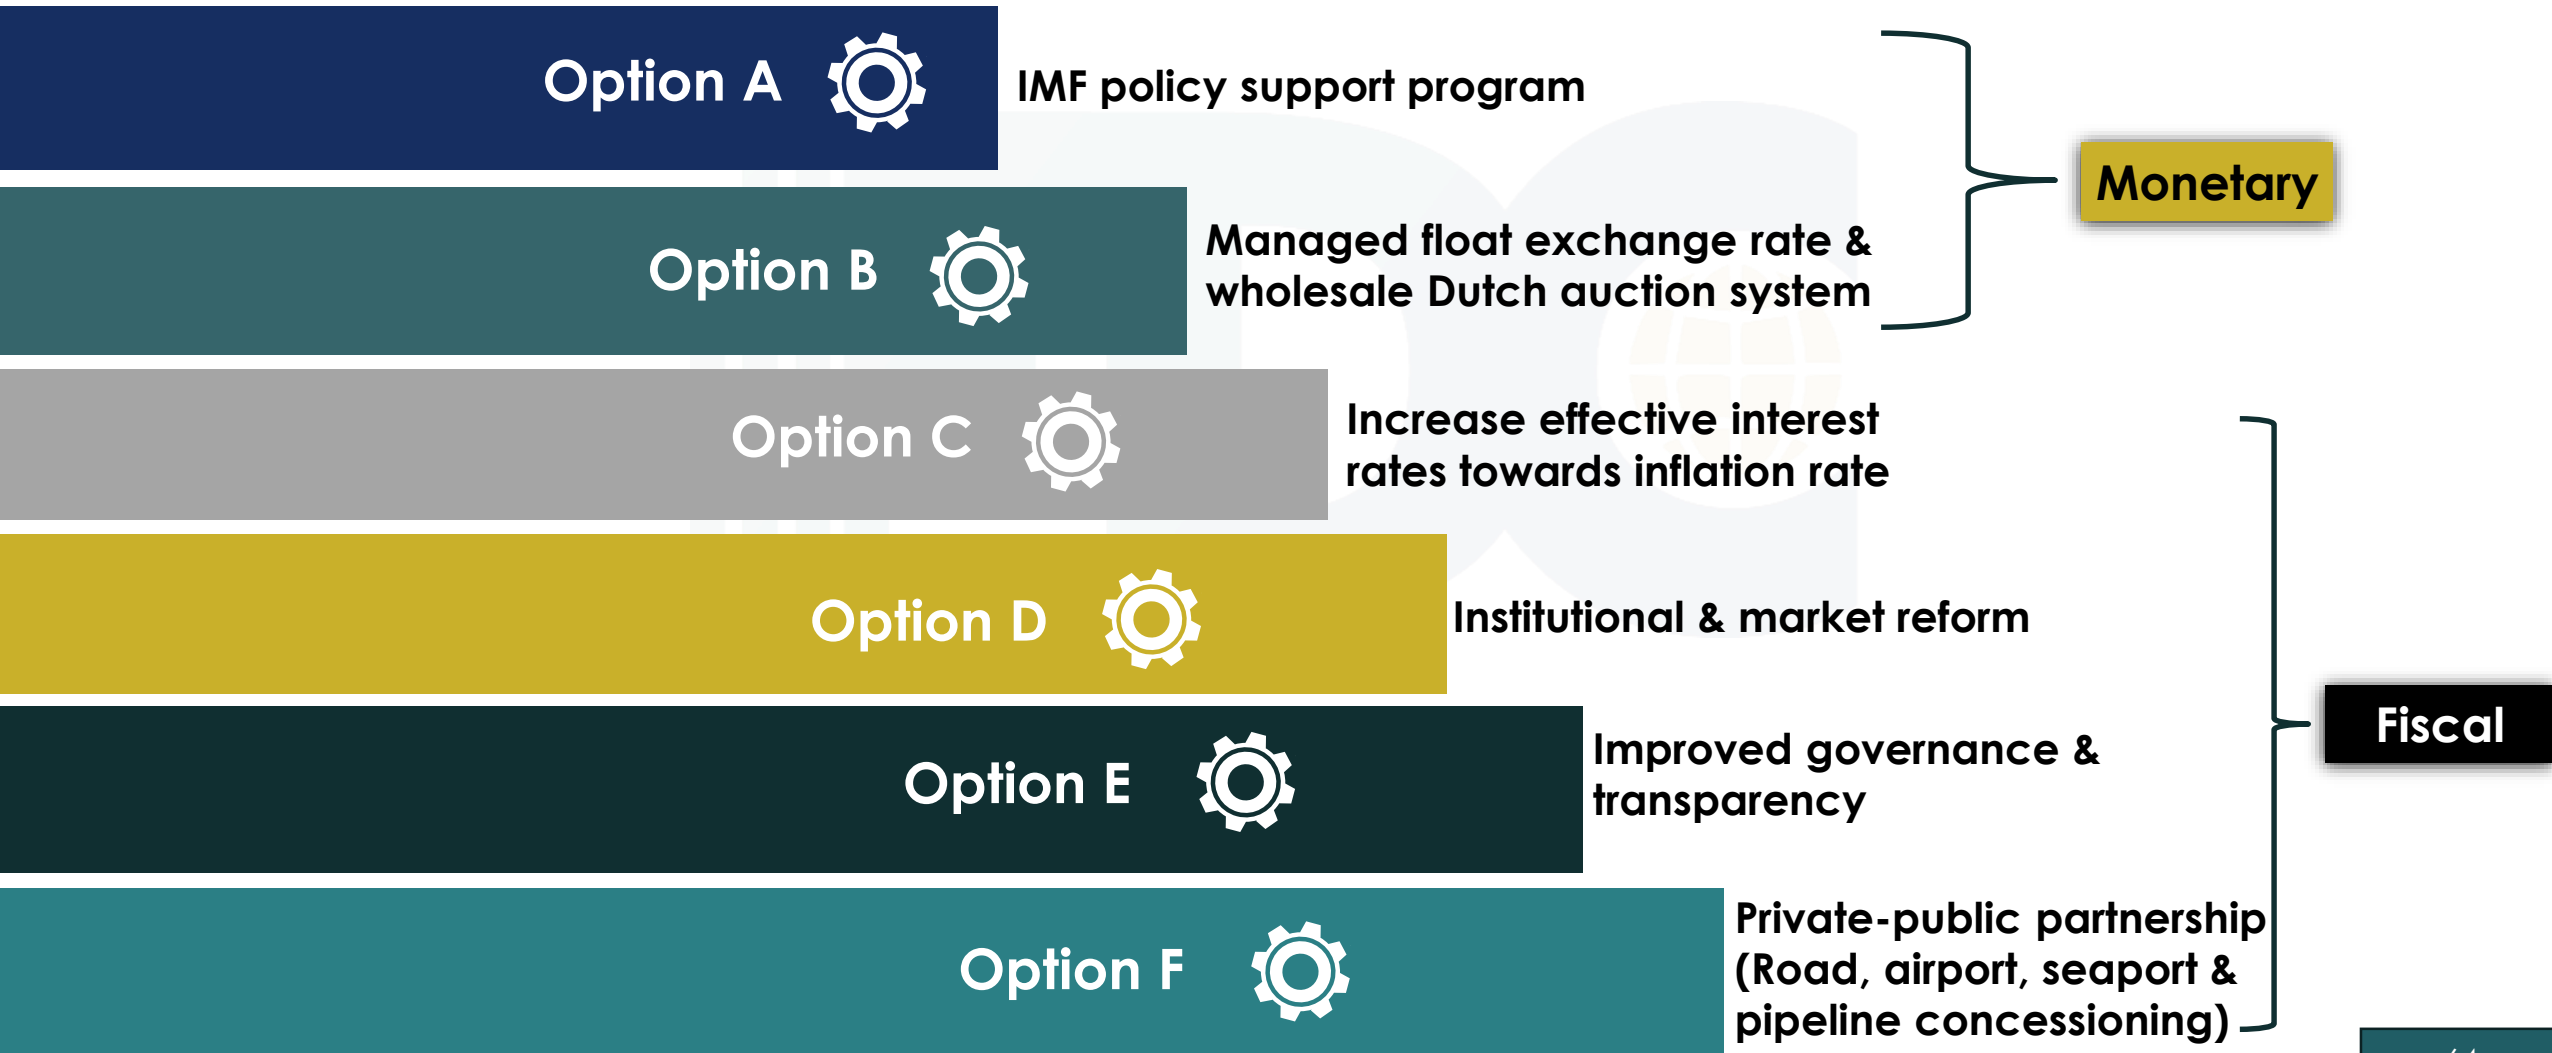 Option A
IMF policy support program
Monetary
Option B
Managed float exchange rate &
wholesale Dutch auction system
Option C
Increase effective interest
rates towards inflation rate
Option D
Institutional & market reform
Fiscal
Option E
Improved governance &
transparency
Option F
Private-public partnership
(Road, airport, seaport &
pipeline concessioning)